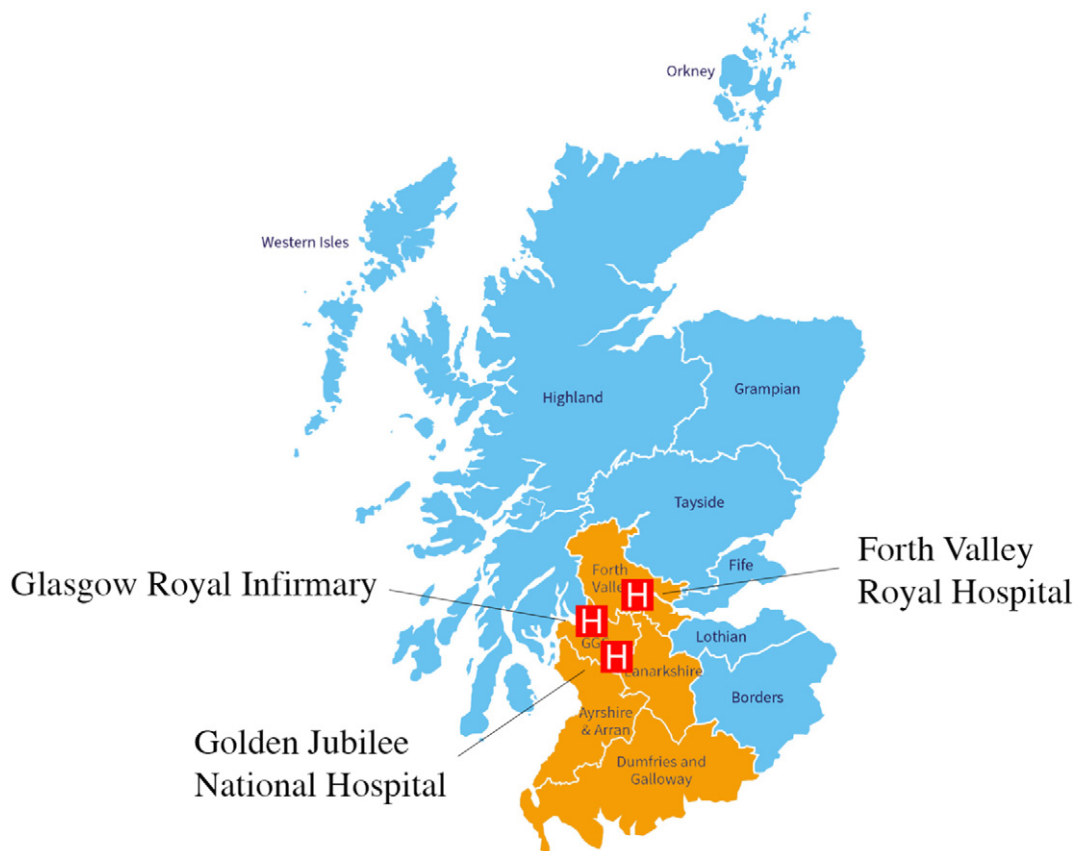 Orkney
Western Isles
Highland
Grampian
Tayside
Forth
Fife
Forth Valley
Royal Hospital
Glasgow Royal Infirmary
H
H
H
Lothian
Lanarkshire
Borders
Ayrshire
& Arran
Golden Jubilee
National Hospital
Dumfries and
Galloway